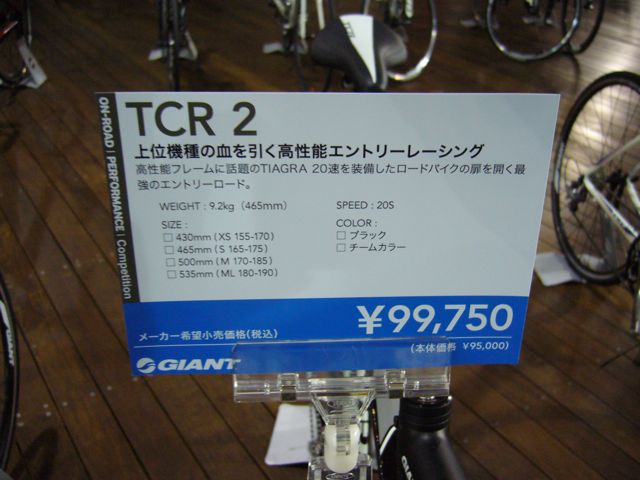 TCR 2
上位機種の血を引く高性能エントリーレーシング
高性能フレームに話題のTIAGRA 20速を装備したロードバイクの扉を開く最
強のエントリーロード。
ON-ROAD | PERFORMANCE | Competition
WEIGHT : 9.2kg（465mm）
SPEED : 20S
SIZE :
□ 430mm (XS 155-170)
□ 465mm (S 165-175)
□ 500mm (M 170-185)
□ 535mm (ML 180-190)
COLOR :
□ ブラック
□ チームカラー
メーカー希望小売価格(税込)
¥99,750
（本体価格 ¥95,000）
GIANT
GIANT